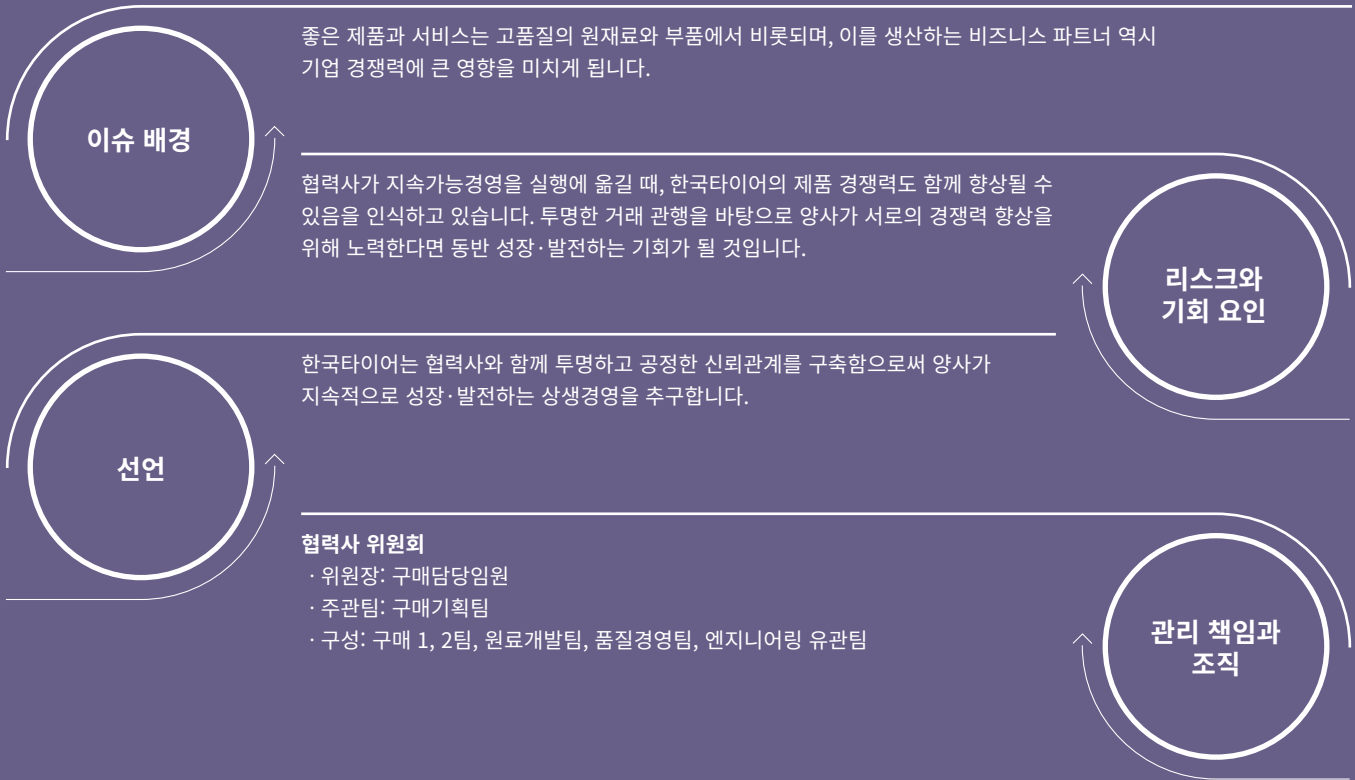 이슈 배경
좋은 제품과 서비스는 고품질의 원재료와 부품에서 비롯되며, 이를 생산하는 비즈니스 파트너 역시
기업 경쟁력에 큰 영향을 미치게 됩니다.
리스크와
기회 요인
협력사가 지속가능경영을 실행에 옮길 때, 한국타이어의 제품 경쟁력도 함께 향상될 수
있음을 인식하고 있습니다. 투명한 거래 관행을 바탕으로 양사가 서로의 경쟁력 향상을
위해 노력한다면 동반 성장·발전하는 기회가 될 것입니다.
선언
한국타이어는 협력사와 함께 투명하고 공정한 신뢰관계를 구축함으로써 양사가
지속적으로 성장·발전하는 상생경영을 추구합니다.
관리 책임과
조직
협력사 위원회
· 위원장: 구매담당임원
· 주관팀: 구매기획팀
· 구성: 구매 1, 2팀, 원료개발팀, 품질경영팀, 엔지니어링 유관팀